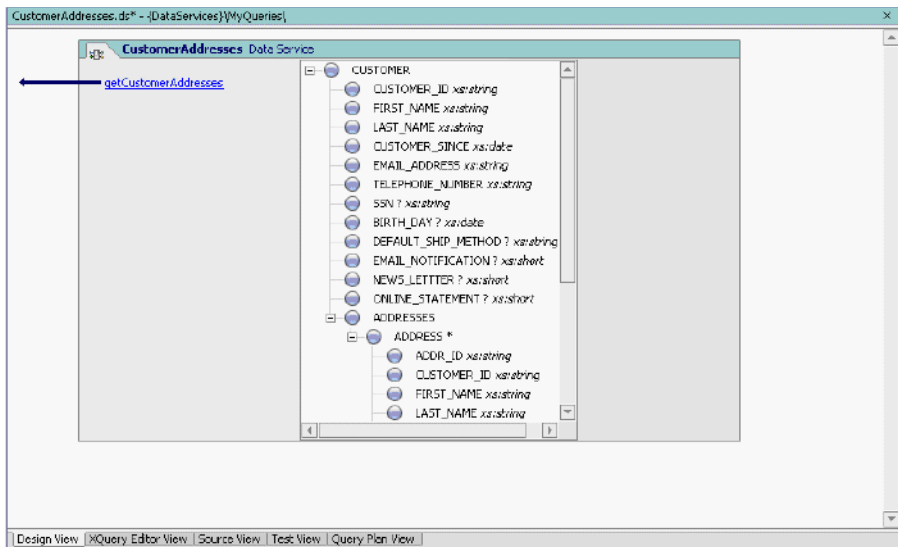 CustomerAddresses.ds* - {DataServices}\MyQueries\
CustomerAddresses Data Service
getCustomerAddresses
CUSTOMER
CUSTOMER_ID xs:string
FIRST_NAME xs:string
LAST_NAME xs:string
CUSTOMER_SINCE xs:date
EMAIL_ADDRESS xs:string
TELEPHONE_NUMBER xs:string
SSN ? xs:string
BIRTH_DAY ? xs:date
DEFAULT_SHIP_METHOD ? xs:string
EMAIL_NOTIFICATION ? xs:short
NEWS_LETTTER ? xs:short
ONLINE_STATEMENT ? xs:short
ADDRESSES
ADDRESS *
ADDR_ID xs:string
CUSTOMER_ID xs:string
FIRST_NAME xs:string
LAST_NAME xs:string
Design View | XQuery Editor View | Source View | Test View | Query Plan View |